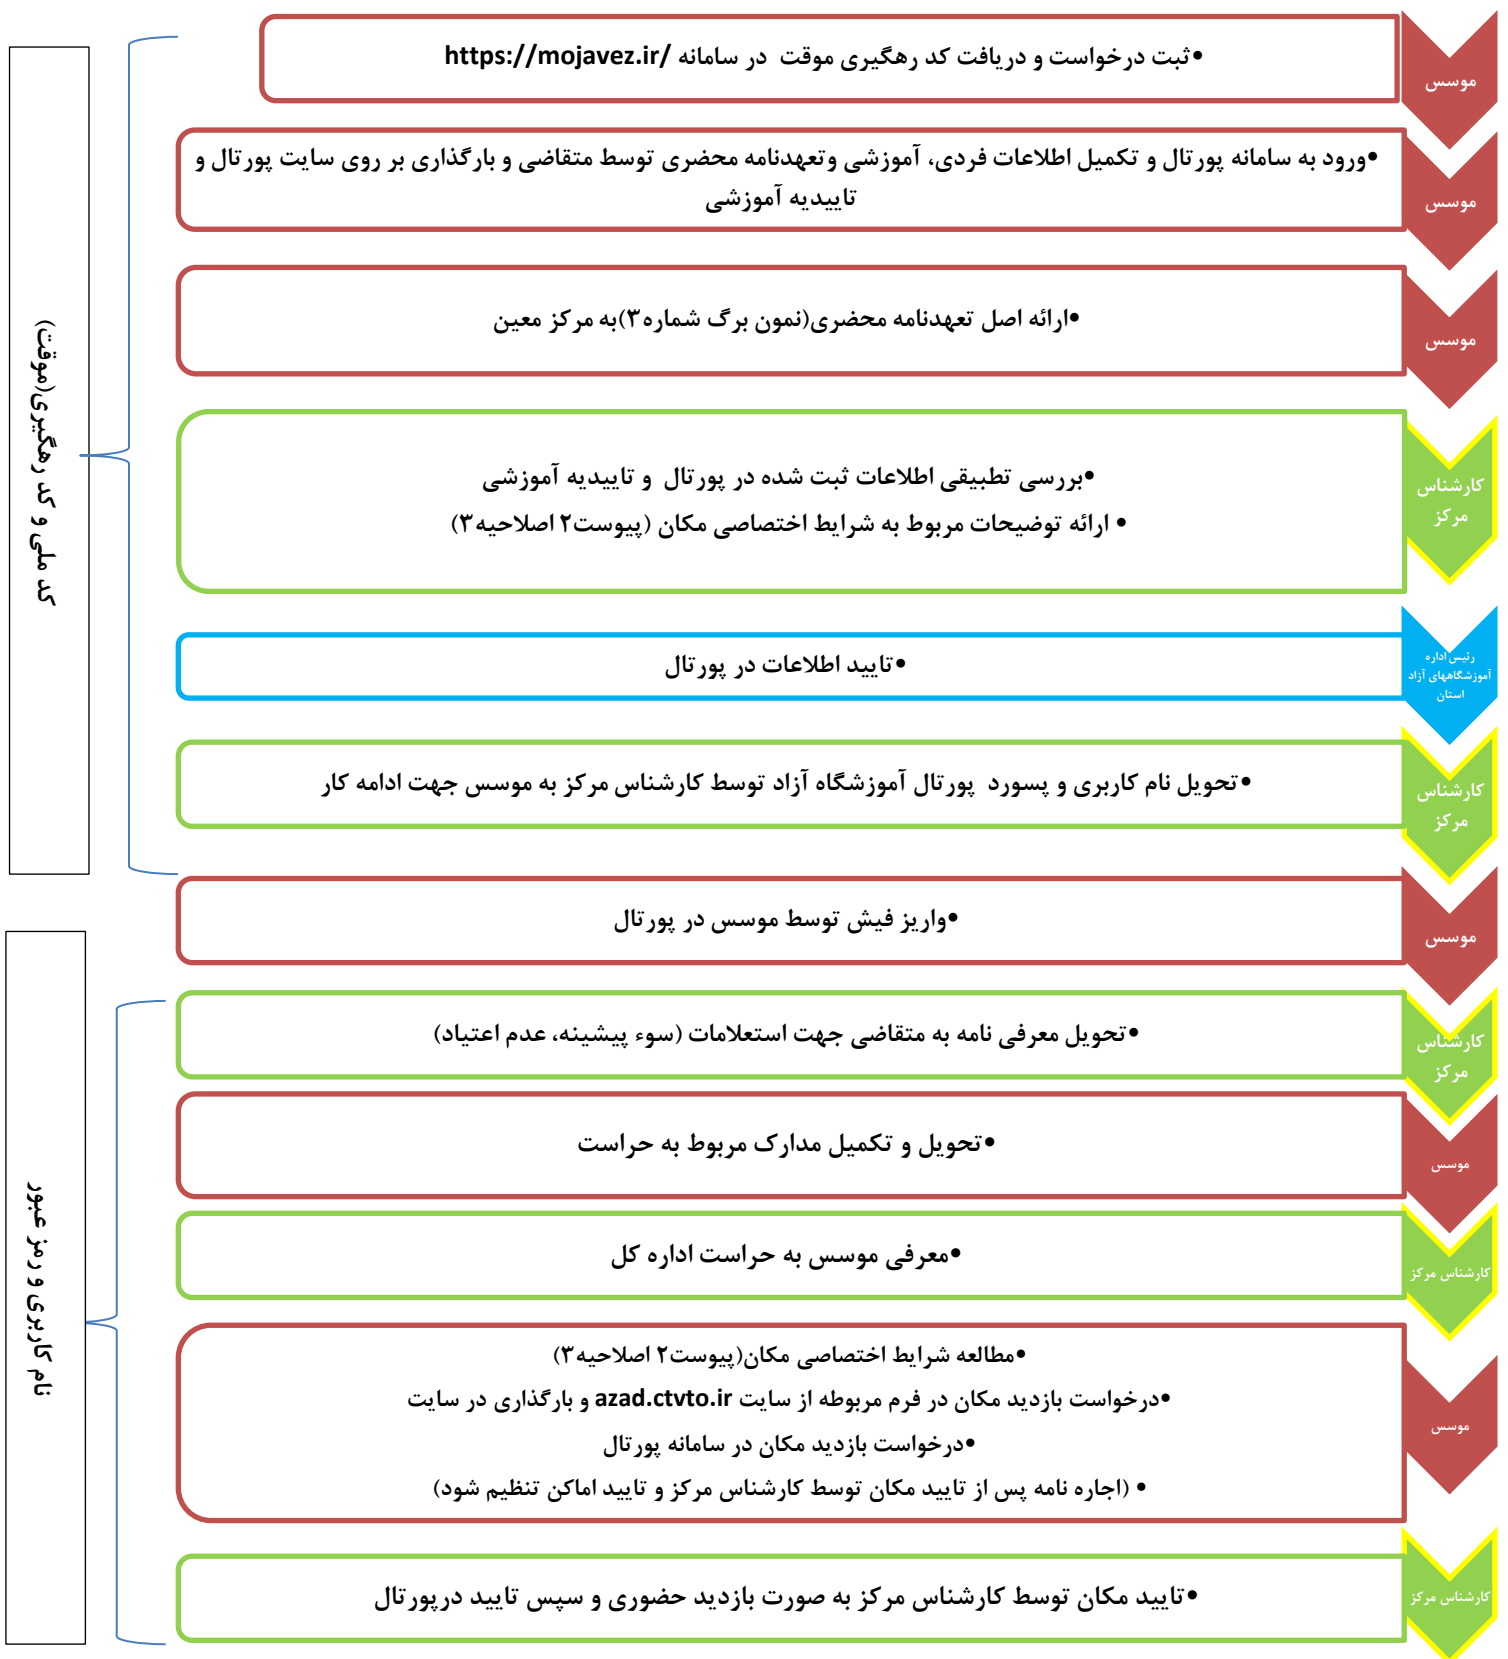 موسس
•ثبت درخواست و دریافت کد رهگیری موقت در سامانه https://mojavez.ir/
موسس
•ورود به سامانه پورتال و تکمیل اطلاعات فردی، آموزشی وتعهدنامه محضری توسط متقاضی و بارگذاری بر روی سایت پورتال و
تاییدیه آموزشی
موسس
•ارائه اصل تعهدنامه محضری(نمون برگ شماره۳)به مرکز معین
کارشناس
مرکز
•بررسی تطبیقی اطلاعات ثبت شده در پورتال و تاییدیه آموزشی
• ارائه توضیحات مربوط به شرایط اختصاصی مکان (پیوست۲ اصلاحیه۳)
رئیس اداره
آموزشگاههای آزاد
استان
•تایید اطلاعات در پورتال
کارشناس
مرکز
•تحویل نام کاربری و پسورد پورتال آموزشگاه آزاد توسط کارشناس مرکز به موسس جهت ادامه کار
کد ملی و کد رهگیری(موقت)
موسس
•واریز فیش توسط موسس در پورتال
کارشناس
مرکز
•تحویل معرفی نامه به متقاضی جهت استعلامات (سوء پیشینه، عدم اعتیاد)
موسس
•تحویل و تکمیل مدارک مربوط به حراست
کارشناس مرکز
•معرفی موسس به حراست اداره کل
موسس
•مطالعه شرایط اختصاصی مکان(پیوست۲ اصلاحیه۳)
•درخواست بازدید مکان در فرم مربوطه از سایت azad.ctvto.ir و بارگذاری در سایت
•درخواست بازدید مکان در سامانه پورتال
• (اجاره نامه پس از تایید مکان توسط کارشناس مرکز و تایید اماکن تنظیم شود)
کارشناس مرکز
•تایید مکان توسط کارشناس مرکز به صورت بازدید حضوری و سپس تایید درپورتال
نام کاربری و رمز عبور